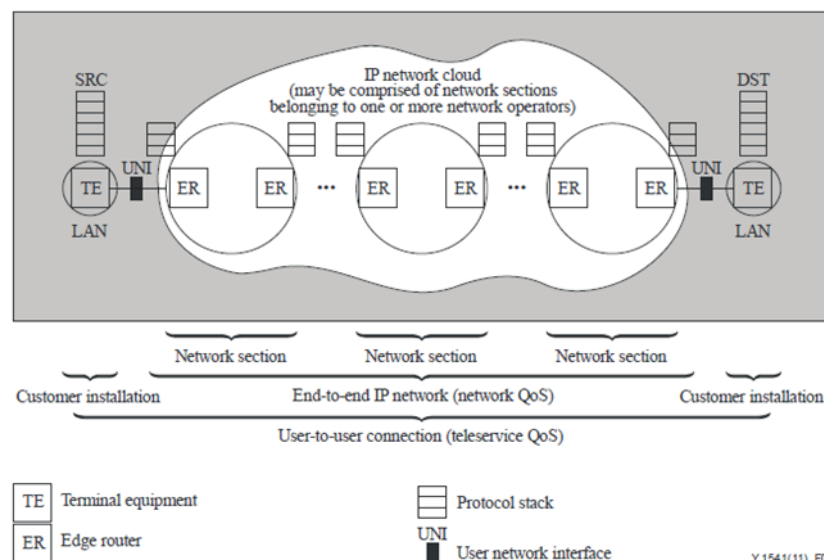 IP network cloud
(may be comprised of network sections
belonging to one or more network operators)
SRC
DST
UNI
UNI
TE
ER
ER
...
ER
ER
...
ER
ER
TE
LAN
LAN
Network section
Network section
Network section
Customer installation
End-to-end IP network (network QoS)
Customer installation
User-to-user connection (teleservice QoS)
TE
Terminal equipment
Protocol stack
ER
Edge router
UNI
User network interface